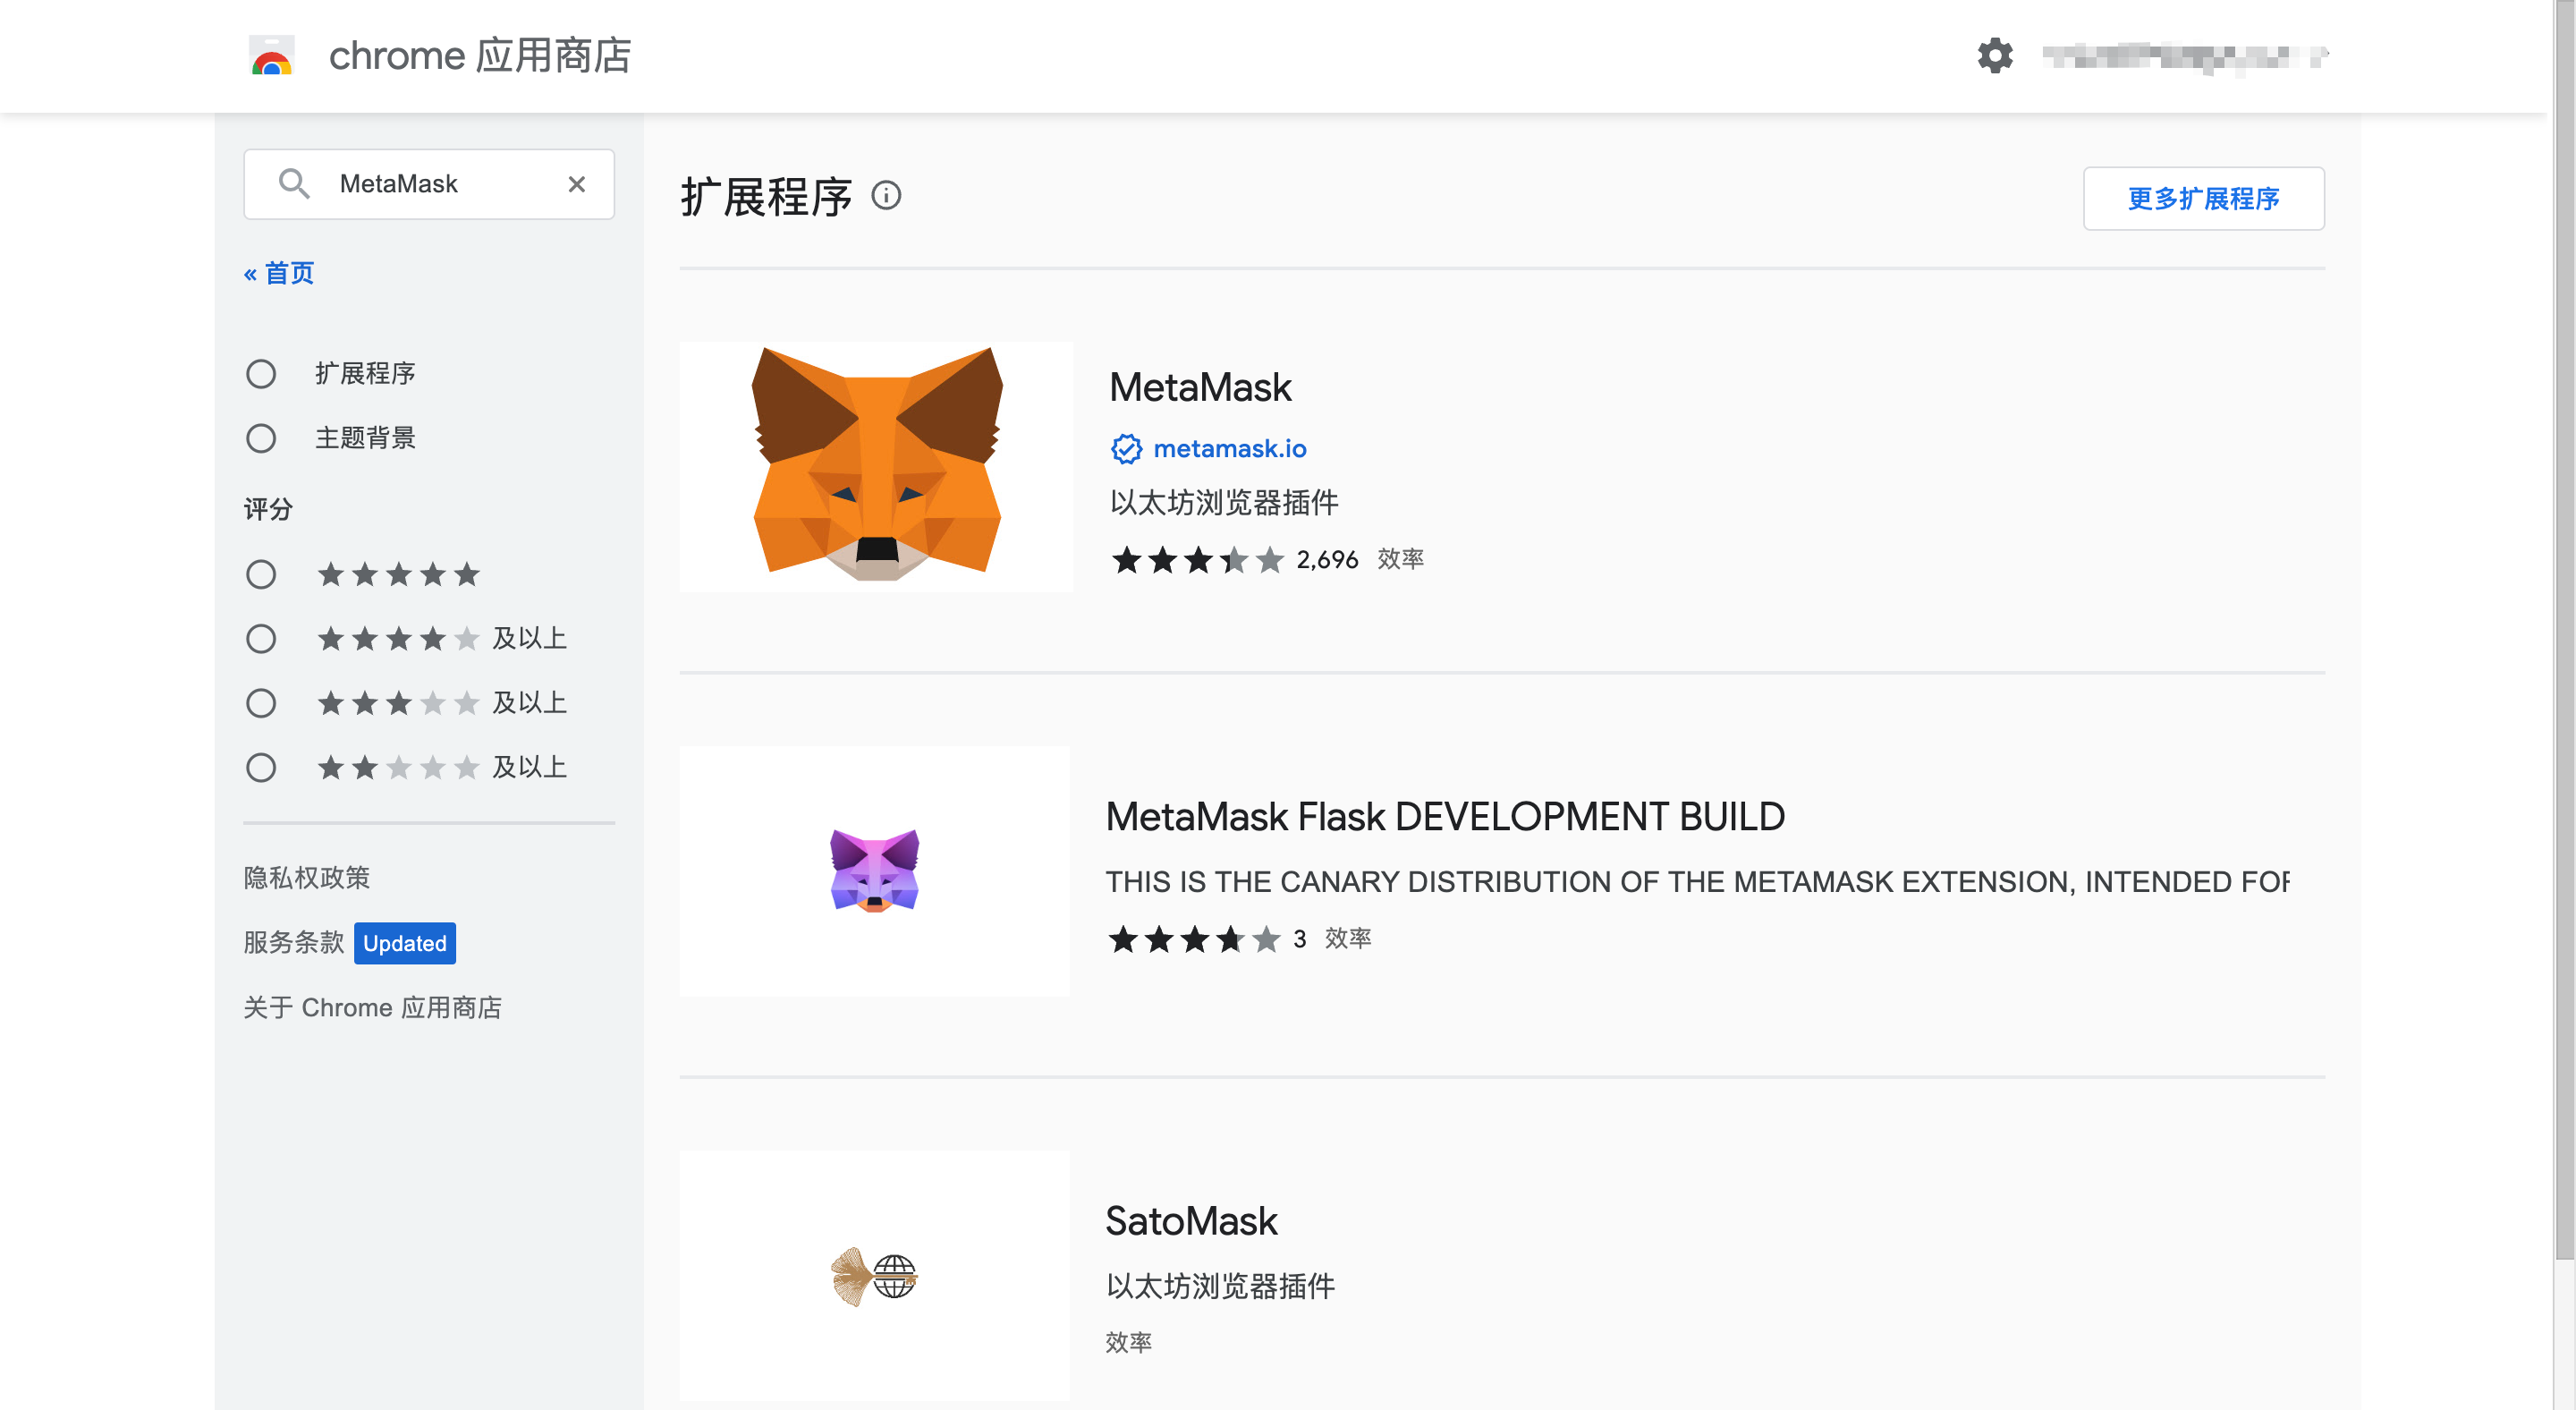 chrome 应用商店
MetaMask
« 首页
扩展程序
主题背景
评分
及以上
及以上
及以上
隐私权政策
服务条款 Updated
关于 Chrome 应用商店
扩展程序
更多扩展程序
MetaMask
metamask.io
以太坊浏览器插件
2,696 效率
MetaMask Flask DEVELOPMENT BUILD
THIS IS THE CANARY DISTRIBUTION OF THE METAMASK EXTENSION, INTENDED FOR
3 效率
SatoMask
以太坊浏览器插件
效率